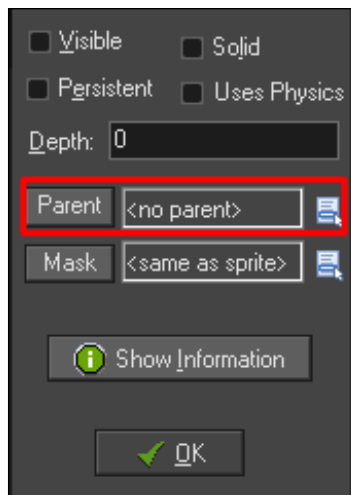 Visible
Solid
Persistent
Uses Physics
Depth: 0
Parent <no parent>
Mask <same as sprite>
Show Information
OK